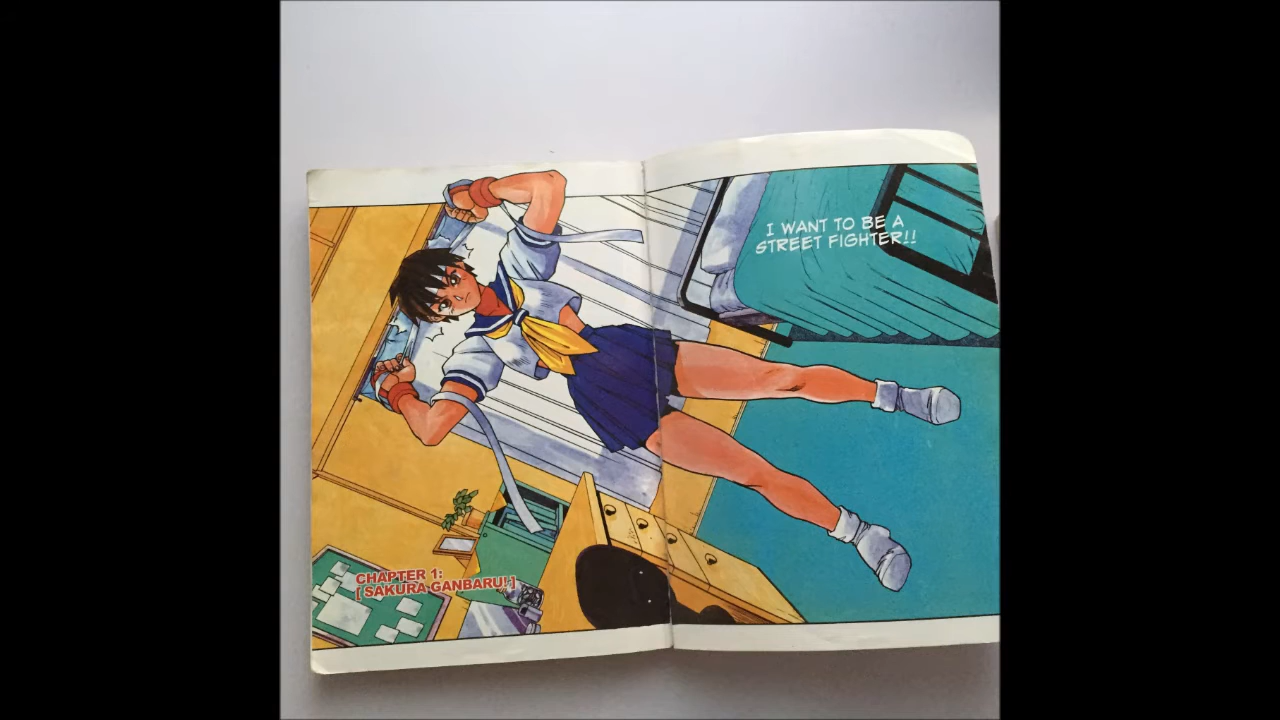 I WANT TO BE A
STREET FIGHTER!!
CHAPTER 1:
[ SAKURA GANBARU! ]